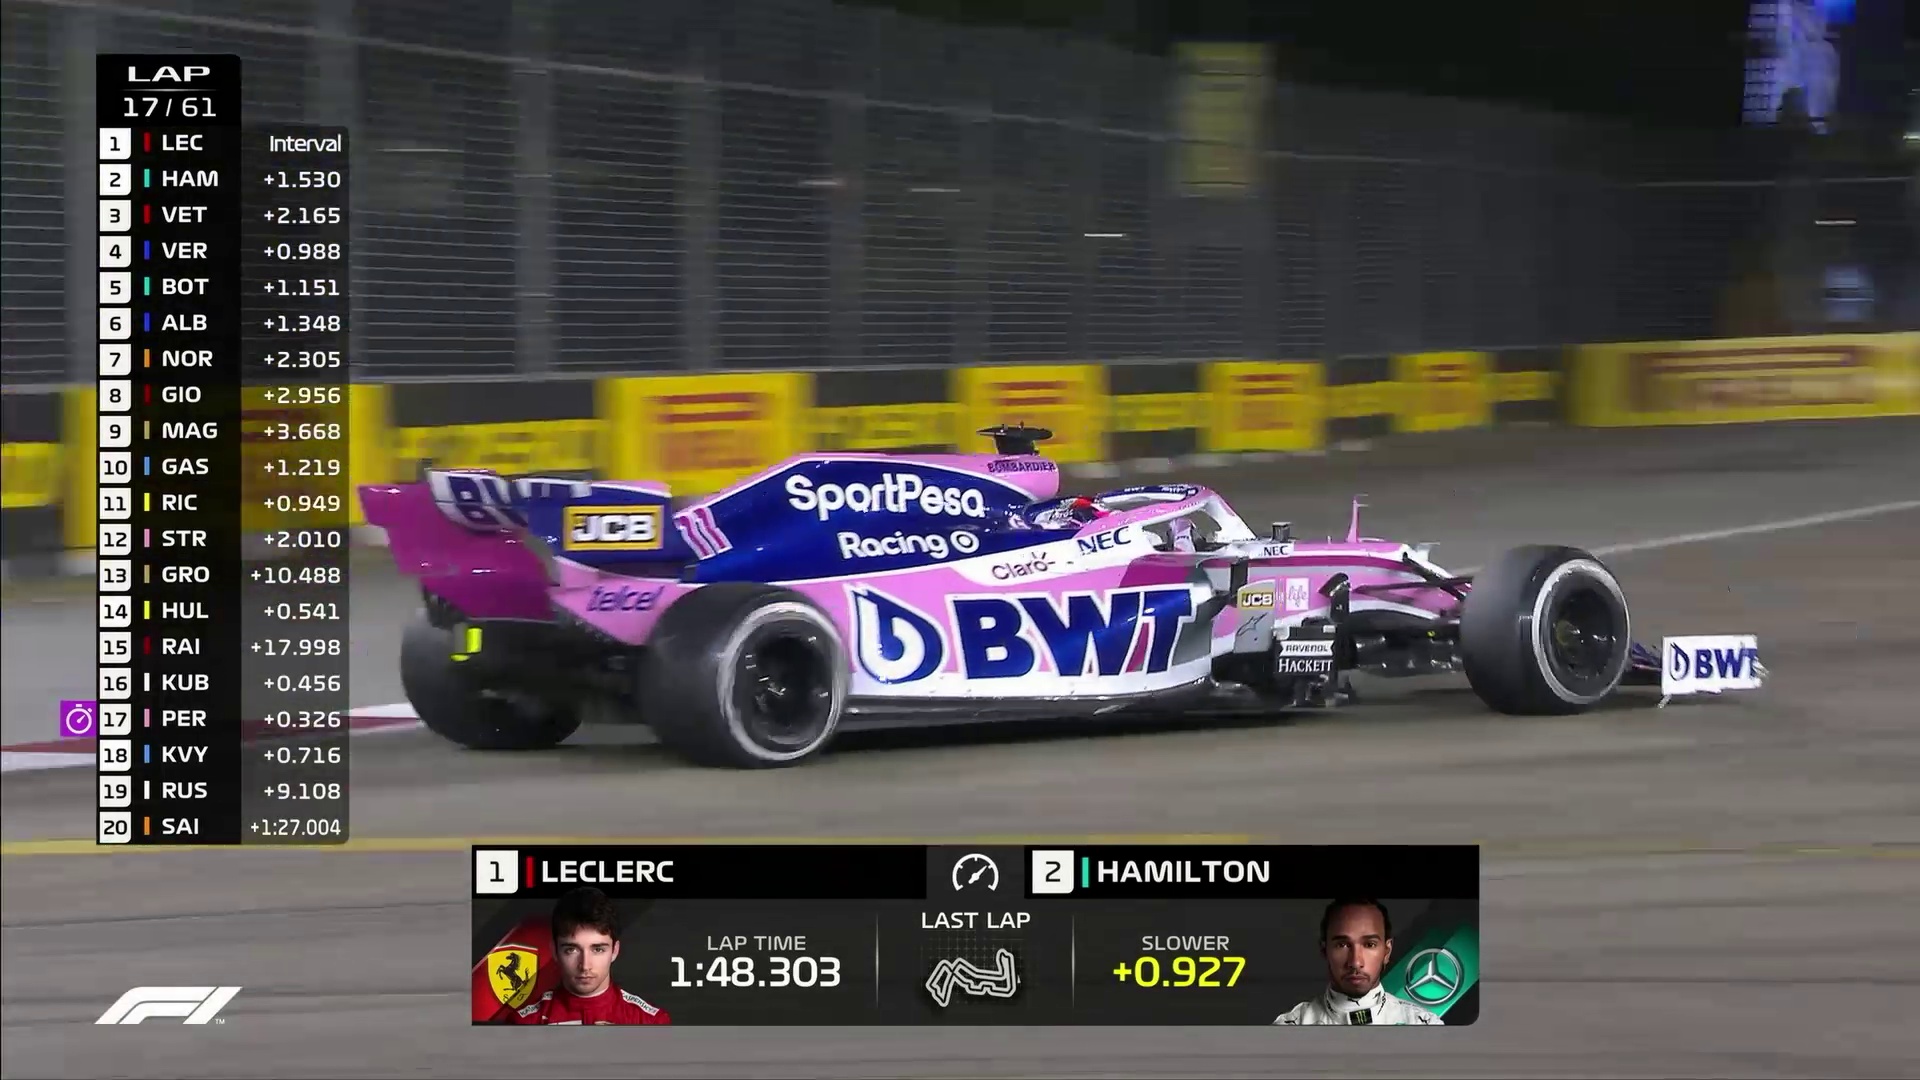 LAP
17/61
1 LEC Interval
2 HAM +1.530
3 VET +2.165
4 VER +0.988
5 BOT +1.151
6 ALB +1.348
7 NOR +2.305
8 GIO +2.956
9 MAG +3.668
10 GAS +1.219
11 RIC +0.949
12 STR +2.010
13 GRO +10.488
14 HUL +0.541
15 RAI +17.998
16 KUB +0.456
17 PER +0.326
18 KVY +0.716
19 RUS +9.108
20 SAI +1:27.004
BOMBARDIER
SportPesa
Racing
JCB
11
NEC
NEC
Claro
telcel
BWT
JCB
life
RAVENOL
HACKETT
BWT
1 LECLERC
2 HAMILTON
LAST LAP
LAP TIME
1:48.303
SLOWER
+0.927
F1
TM